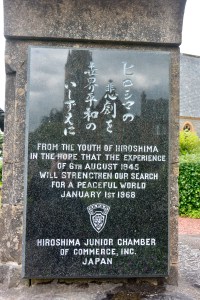 ヒロシマの
悲劇を
世界平和の
いしずえに
FROM THE YOUTH OF HIROSHIMA
IN THE HOPE THAT THE EXPERIENCE
OF 6TH AUGUST 1945
WILL STRENGTHEN OUR SEARCH
FOR A PEACEFUL WORLD
JANUARY 1ST 1968
HIROSHIMA JUNIOR CHAMBER
OF COMMERCE, INC.
JAPAN